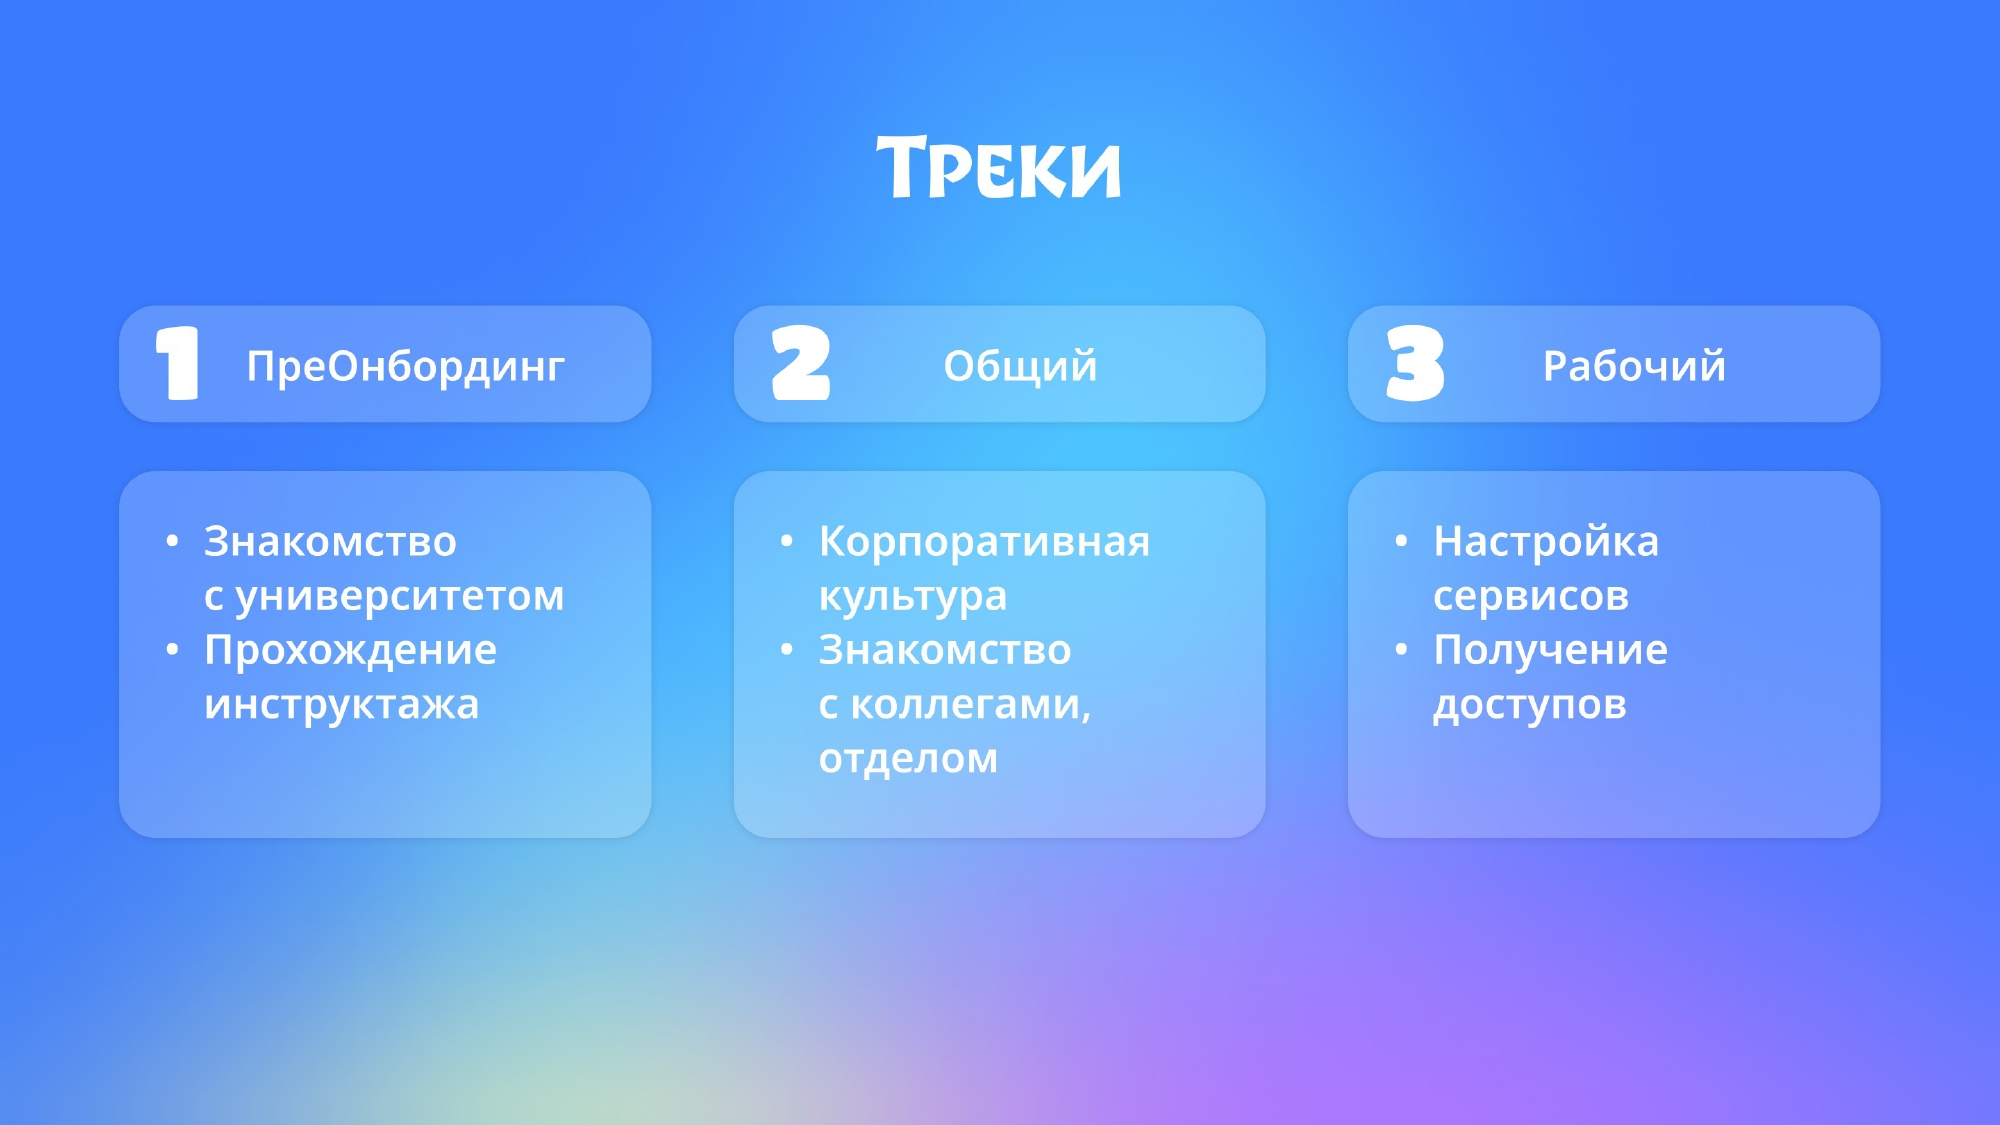 Треки
1 ПреОнбординг
2 Общий
3 Рабочий
• Знакомство
с университетом
• Прохождение
инструктажа
• Корпоративная
культура
• Знакомство
с коллегами,
отделом
• Настройка
сервисов
• Получение
доступов